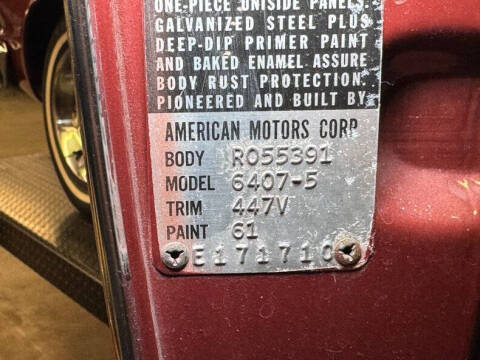 ONE-PIECE UNISIDE PANELS.
GALVANIZED STEEL PLUS
DEEP-DIP PRIMER PAINT
AND BAKED ENAMEL ASSURE
BODY RUST PROTECTION.
PIONEERED AND BUILT BY
AMERICAN MOTORS CORP
BODY RO55391
MODEL 6407-5
TRIM 447V
PAINT 61
E171710